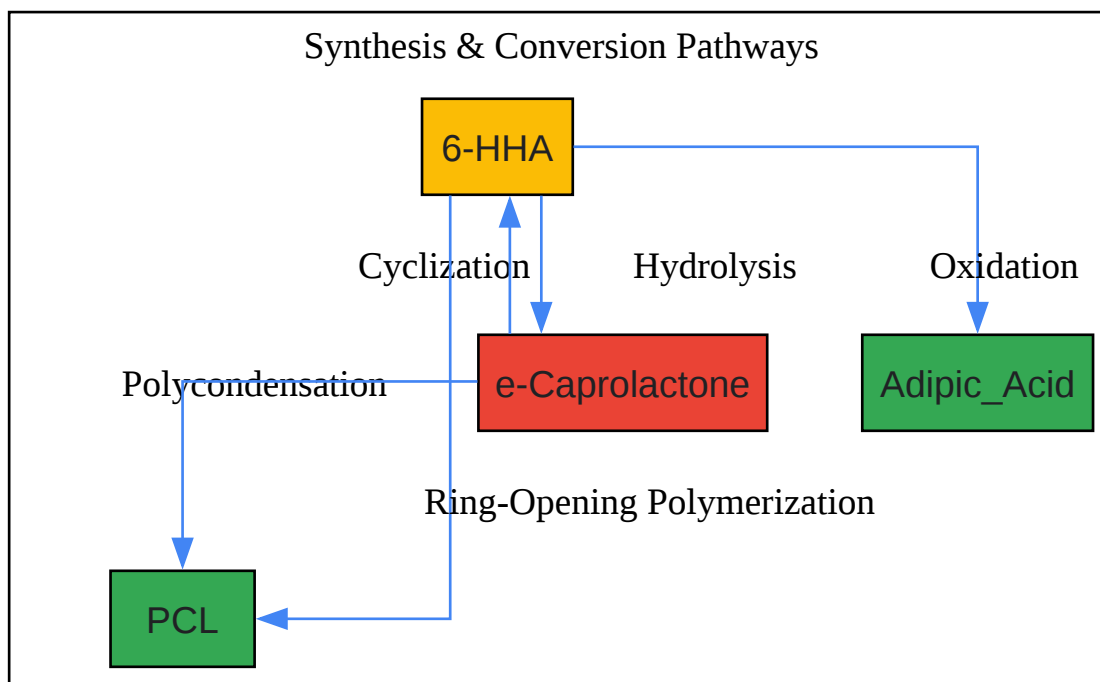 Synthesis & Conversion Pathways
6-HHA
Cyclization
Hydrolysis
Oxidation
Polycondensation
e-Caprolactone
Adipic_Acid
Ring-Opening Polymerization
PCL